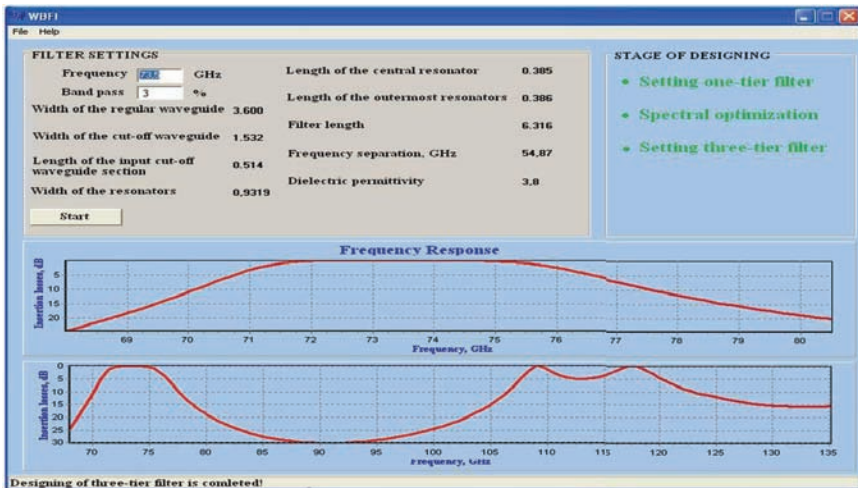 WBFI
File Help
FILTER SETTINGS
Frequency 73,5 GHz
Band pass 3 %
Width of the regular waveguide 3.600
Width of the cut-off waveguide 1.532
Length of the input cut-off
waveguide section 0.514
Width of the resonators 0,9319
Start
Length of the central resonator 0.385
Length of the outermost resonators 0.386
Filter length 6.316
Frequency separation, GHz 54,87
Dielectric permittivity 3,8
STAGE OF DESIGNING
• Setting one-tier filter
• Spectral optimization
• Setting three-tier filter
Frequency Response
Insertion losses, dB
5
10
15
20
69 70 71 72 73 74 75 76 77 78 79 80
Frequency, GHz
Insertion losses, dB
0
5
10
15
20
25
30
70 75 80 85 90 95 100 105 110 115 120 125 130 135
Frequency, GHz
Designing of three-tier filter is comleted!